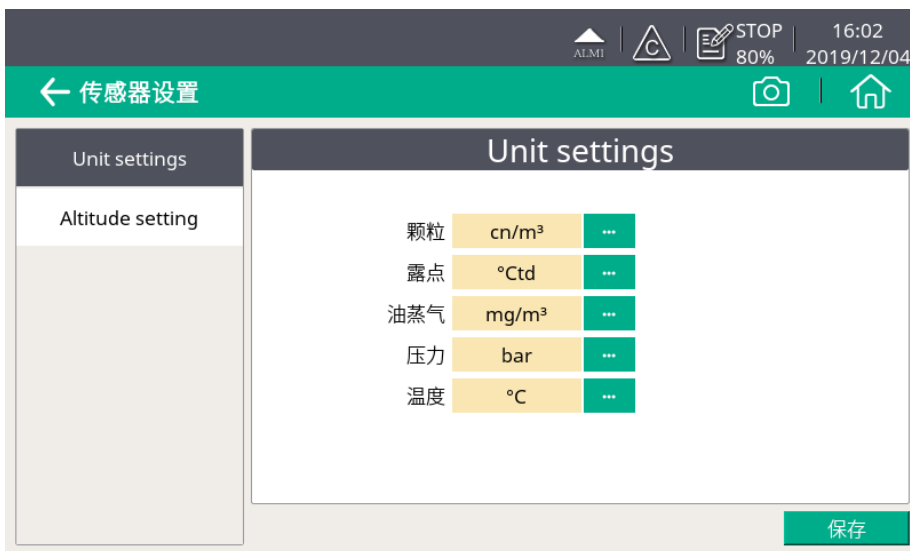 ALMI
C
STOP
80%
16:02
2019/12/04
传感器设置
Unit settings
Altitude setting
Unit settings
颗粒 cn/m³ ...
露点 °Ctd ...
油蒸气 mg/m³ ...
压力 bar ...
温度 °C ...
保存